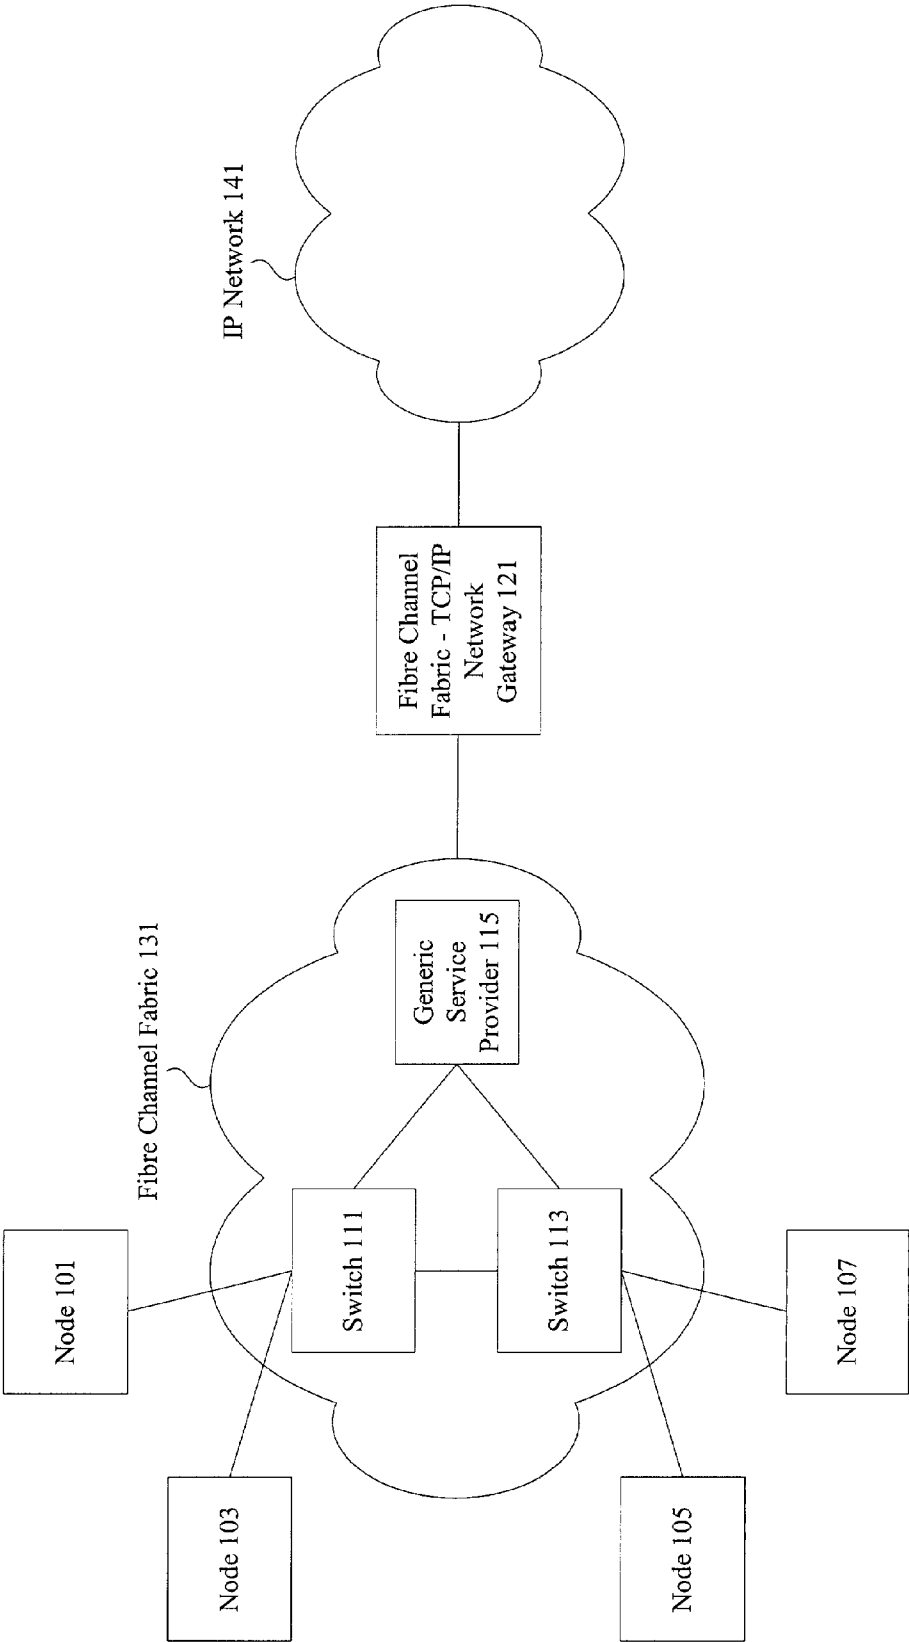 Node 101
Node 103
Fibre Channel Fabric 131
Switch 111
Switch 113
Generic
Service
Provider 115
Node 105
Node 107
Fibre Channel
Fabric - TCP/IP
Network
Gateway 121
IP Network 141